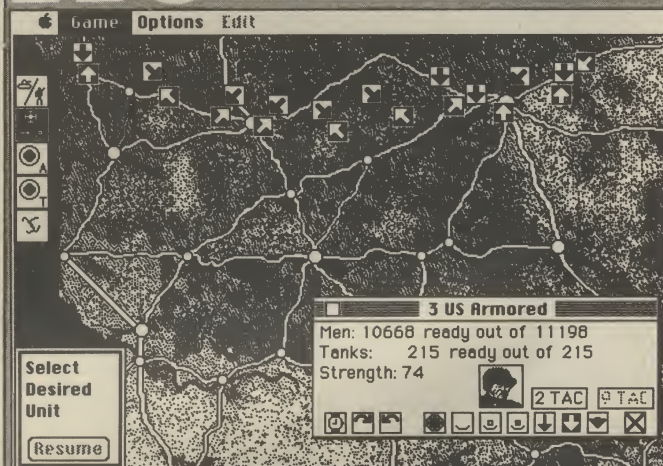 Game Options Edit
A
T
3 US Armored
Men: 10668 ready out of 11198
Tanks: 215 ready out of 215
Strength: 74
2 TAC 9 TAC
Select
Desired
Unit
Resume